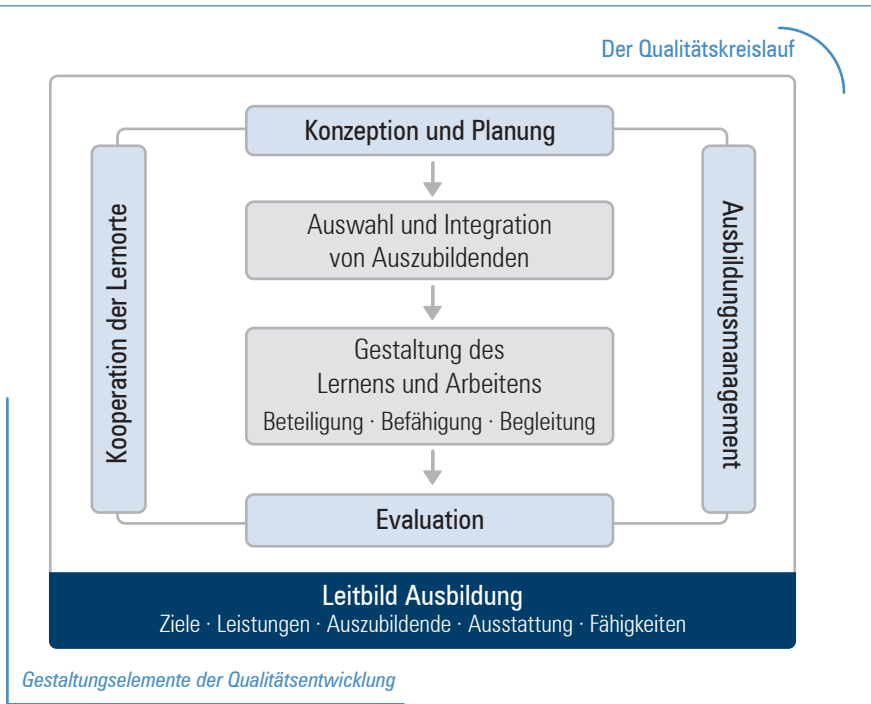 Der Qualitätskreislauf
Konzeption und Planung
Kooperation der Lernorte
Auswahl und Integration
von Auszubildenden
Ausbildungsmanagement
Gestaltung des
Lernens und Arbeitens
Beteiligung · Befähigung · Begleitung
Evaluation
Leitbild Ausbildung
Ziele · Leistungen · Auszubildende · Ausstattung · Fähigkeiten
Gestaltungselemente der Qualitätsentwicklung